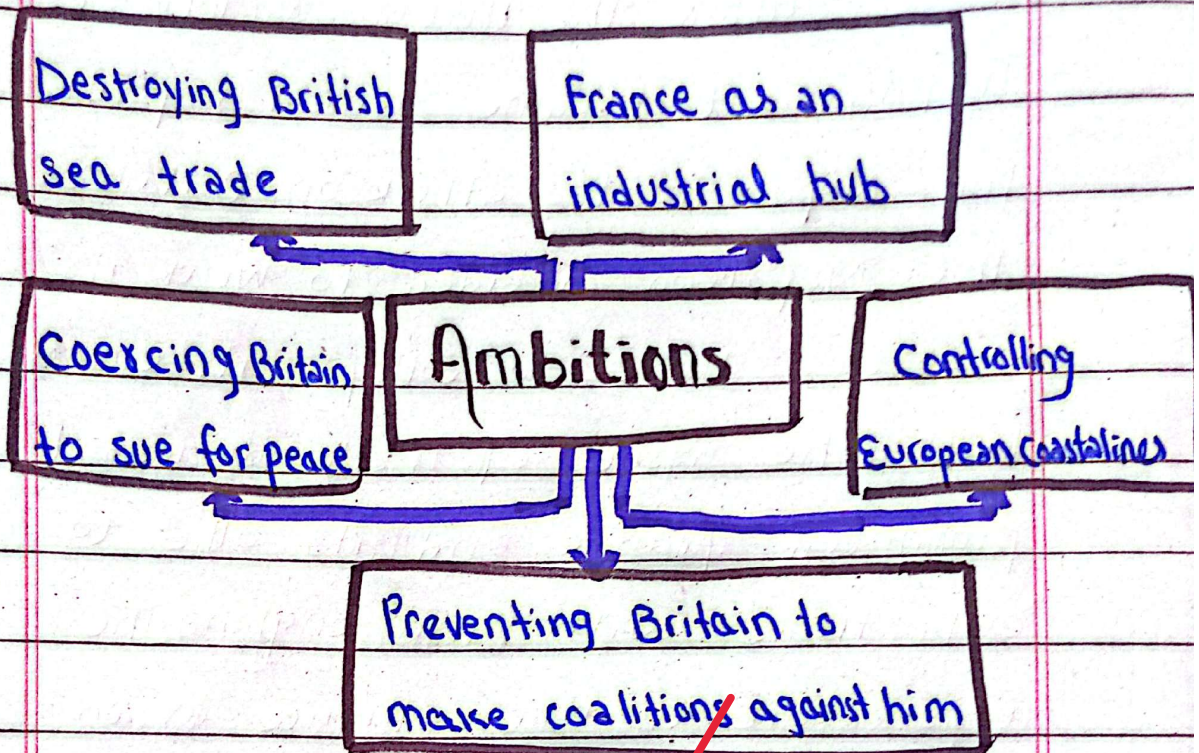 Destroying British
sea trade
France as an
industrial hub
Coercing Britain
to sue for peace
Ambitions
Controlling
European Coastalines
Preventing Britain to
make coalitions against him